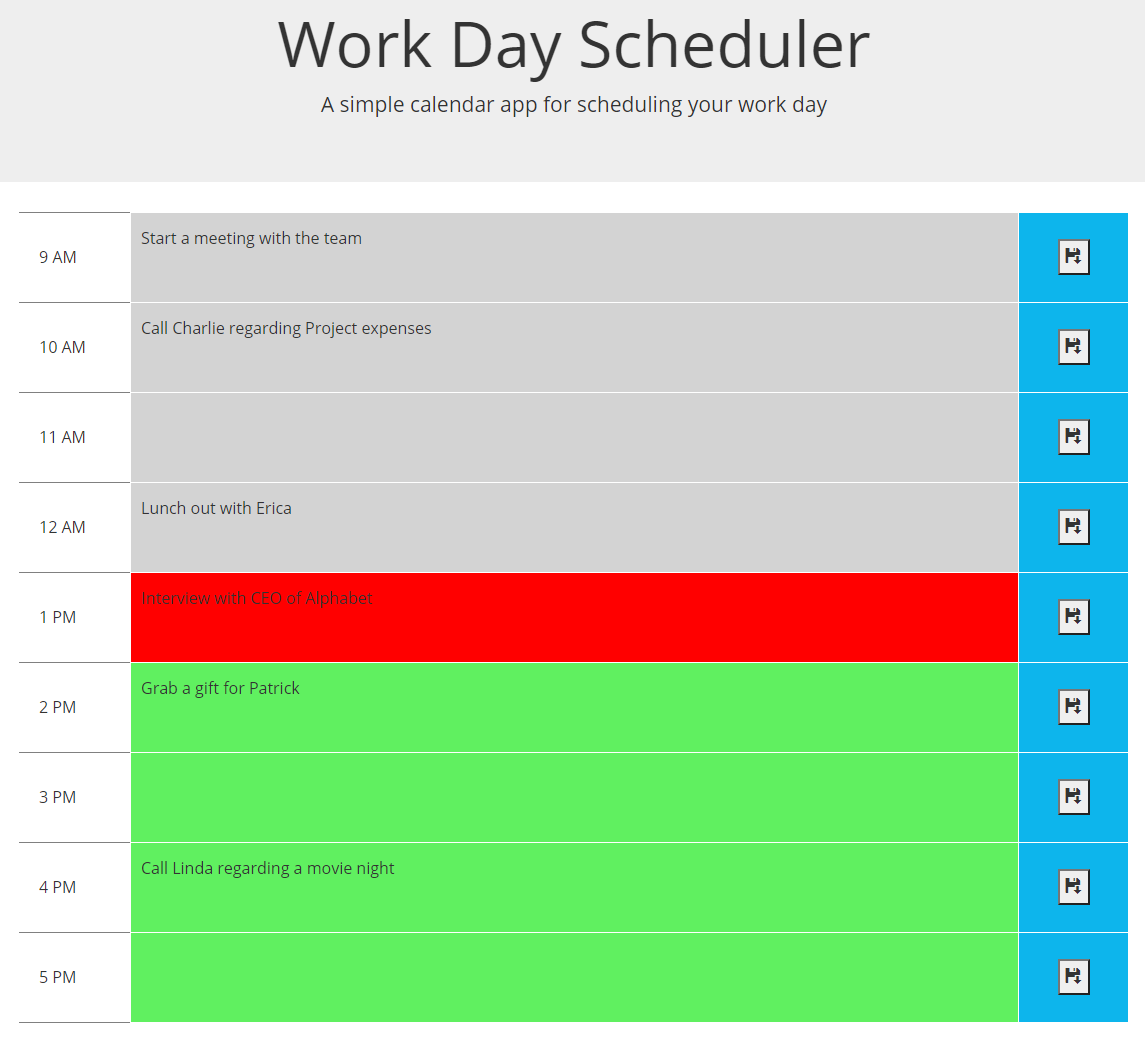 Work Day Scheduler
A simple calendar app for scheduling your work day
9 AM
Start a meeting with the team
10 AM
Call Charlie regarding Project expenses
11 AM
12 AM
Lunch out with Erica
1 PM
Interview with CEO of Alphabet
2 PM
Grab a gift for Patrick
3 PM
4 PM
Call Linda regarding a movie night
5 PM